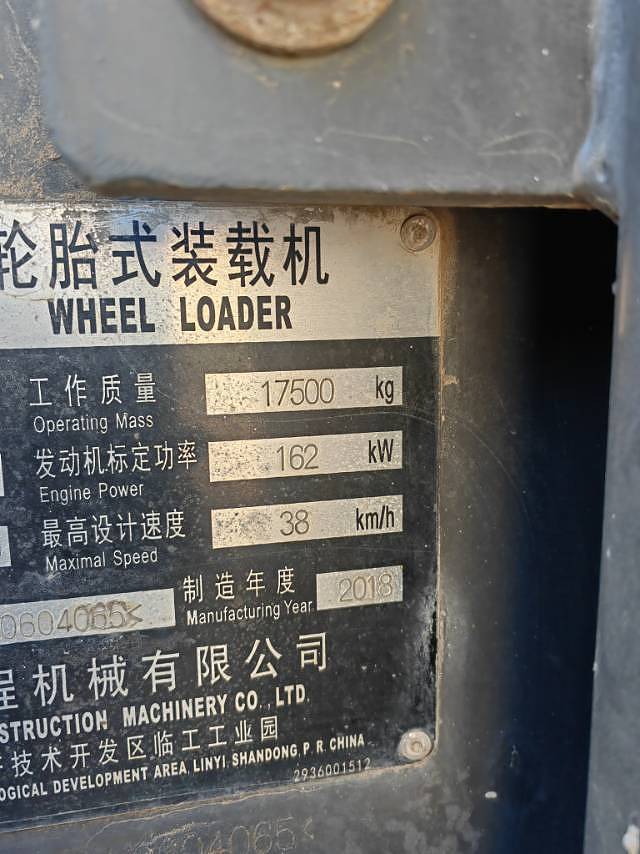 轮胎式装载机
WHEEL LOADER
工作质量 17500 kg
Operating Mass
发动机标定功率 162 kW
Engine Power
最高设计速度 38 km/h
Maximal Speed
制造年度 2018
Manufacturing Year
0604065<
程机械有限公司
STRUCTION MACHINERY CO., LTD.
技术开发区临工工业园
OGICAL DEVELOPMENT AREA, LINYI, SHANDONG, P. R. CHINA
2936001512
604065<